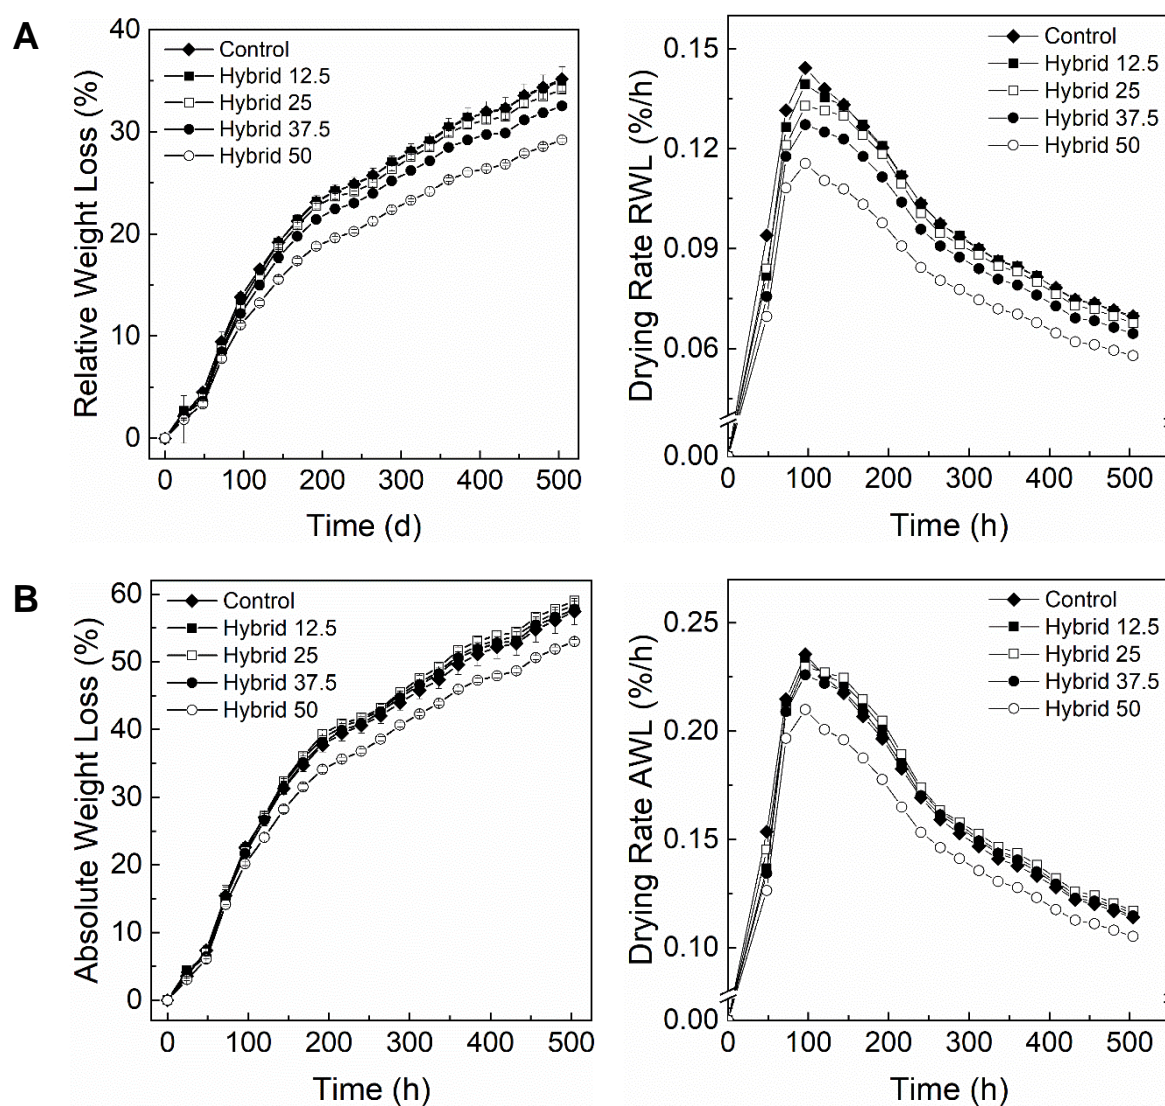 A
Relative Weight Loss (%)
40
30
20
10
0
Control
Hybrid 12.5
Hybrid 25
Hybrid 37.5
Hybrid 50
0 100 200 300 400 500
Time (d)
Drying Rate RWL (%/h)
0.15
0.12
0.09
0.06
0.00
Control
Hybrid 12.5
Hybrid 25
Hybrid 37.5
Hybrid 50
0 100 200 300 400 500
Time (h)
B
Absolute Weight Loss (%)
60
50
40
30
20
10
0
Control
Hybrid 12.5
Hybrid 25
Hybrid 37.5
Hybrid 50
0 100 200 300 400 500
Time (h)
Drying Rate AWL (%/h)
0.25
0.20
0.15
0.10
0.00
Control
Hybrid 12.5
Hybrid 25
Hybrid 37.5
Hybrid 50
0 100 200 300 400 500
Time (h)